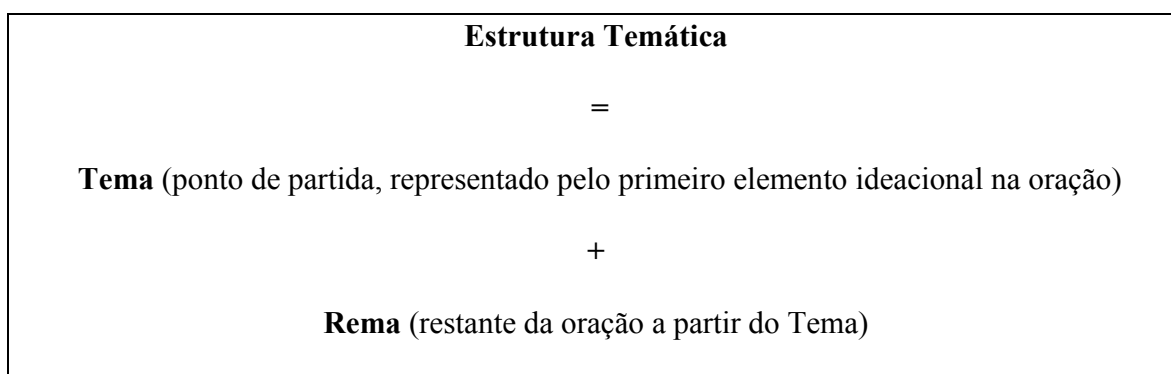 Estrutura Temática
=
Tema (ponto de partida, representado pelo primeiro elemento ideacional na oração)
+
Rema (restante da oração a partir do Tema)